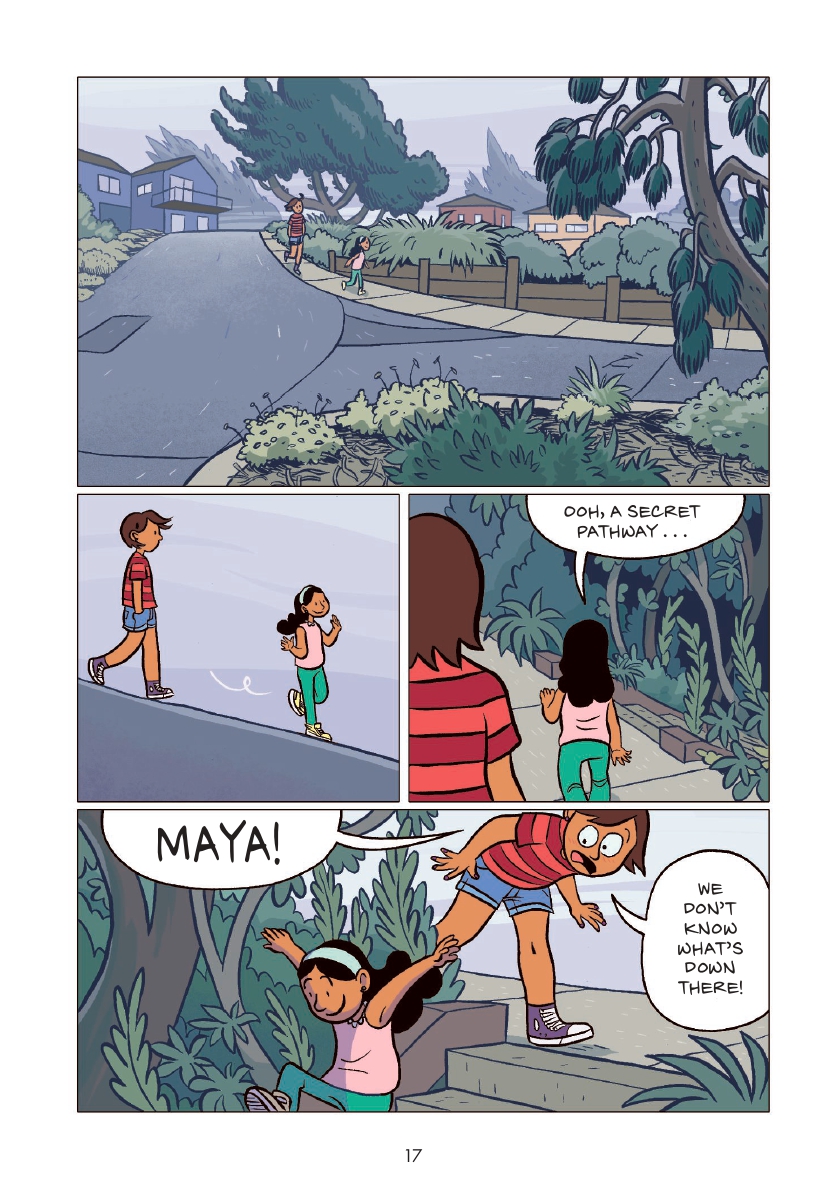 OOH, A SECRET
PATHWAY . . .
MAYA!
WE
DON'T
KNOW
WHAT'S
DOWN
THERE!
17